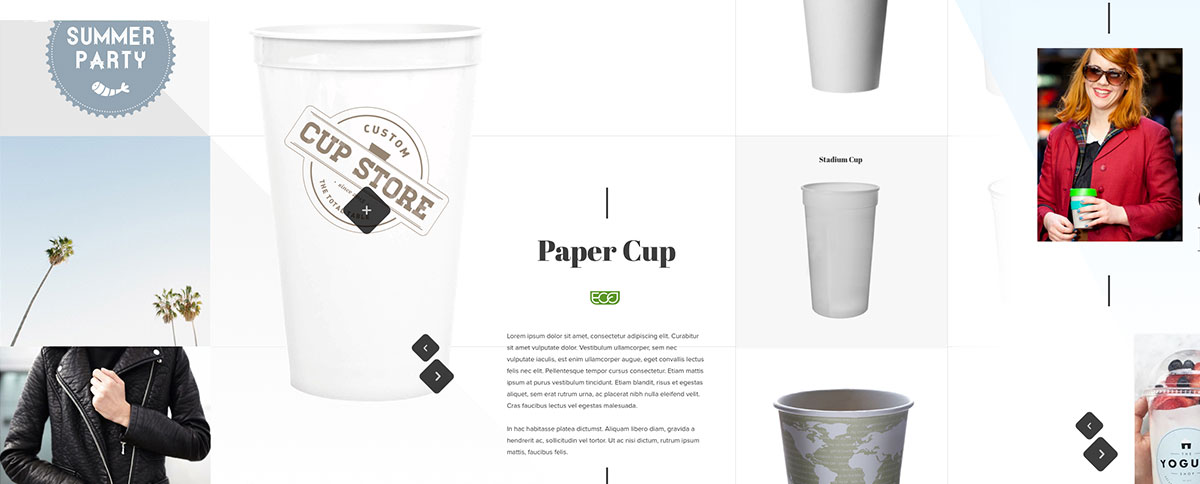 SUMMER
PARTY
CUSTOM
CUP STORE
since
THE TOTAL
Stadium Cup
Paper Cup
ECO
Lorem ipsum dolor sit amet, consectetur adipiscing elit. Curabitur
sit amet vulputate dolor. Vestibulum ullamcorper, sem nec
vulputate iaculis, est enim ullamcorper augue, eget convallis lectus
felis nec elit. Pellentesque tempor cursus consectetur. Etiam mattis
ipsum at purus vestibulum tincidunt. Etiam blandit, risus et egestas
aliquet, sem erat rutrum urna, ac placerat nibh nulla eleifend velit.
Cras faucibus lectus vel egestas malesuada.
In hac habitasse platea dictumst. Aliquam libero diam, gravida a
hendrerit ac, sollicitudin vel tortor. Ut ac nisi dictum, rutrum ipsum
mattis, faucibus felis.
THE
YOGU
SHOP